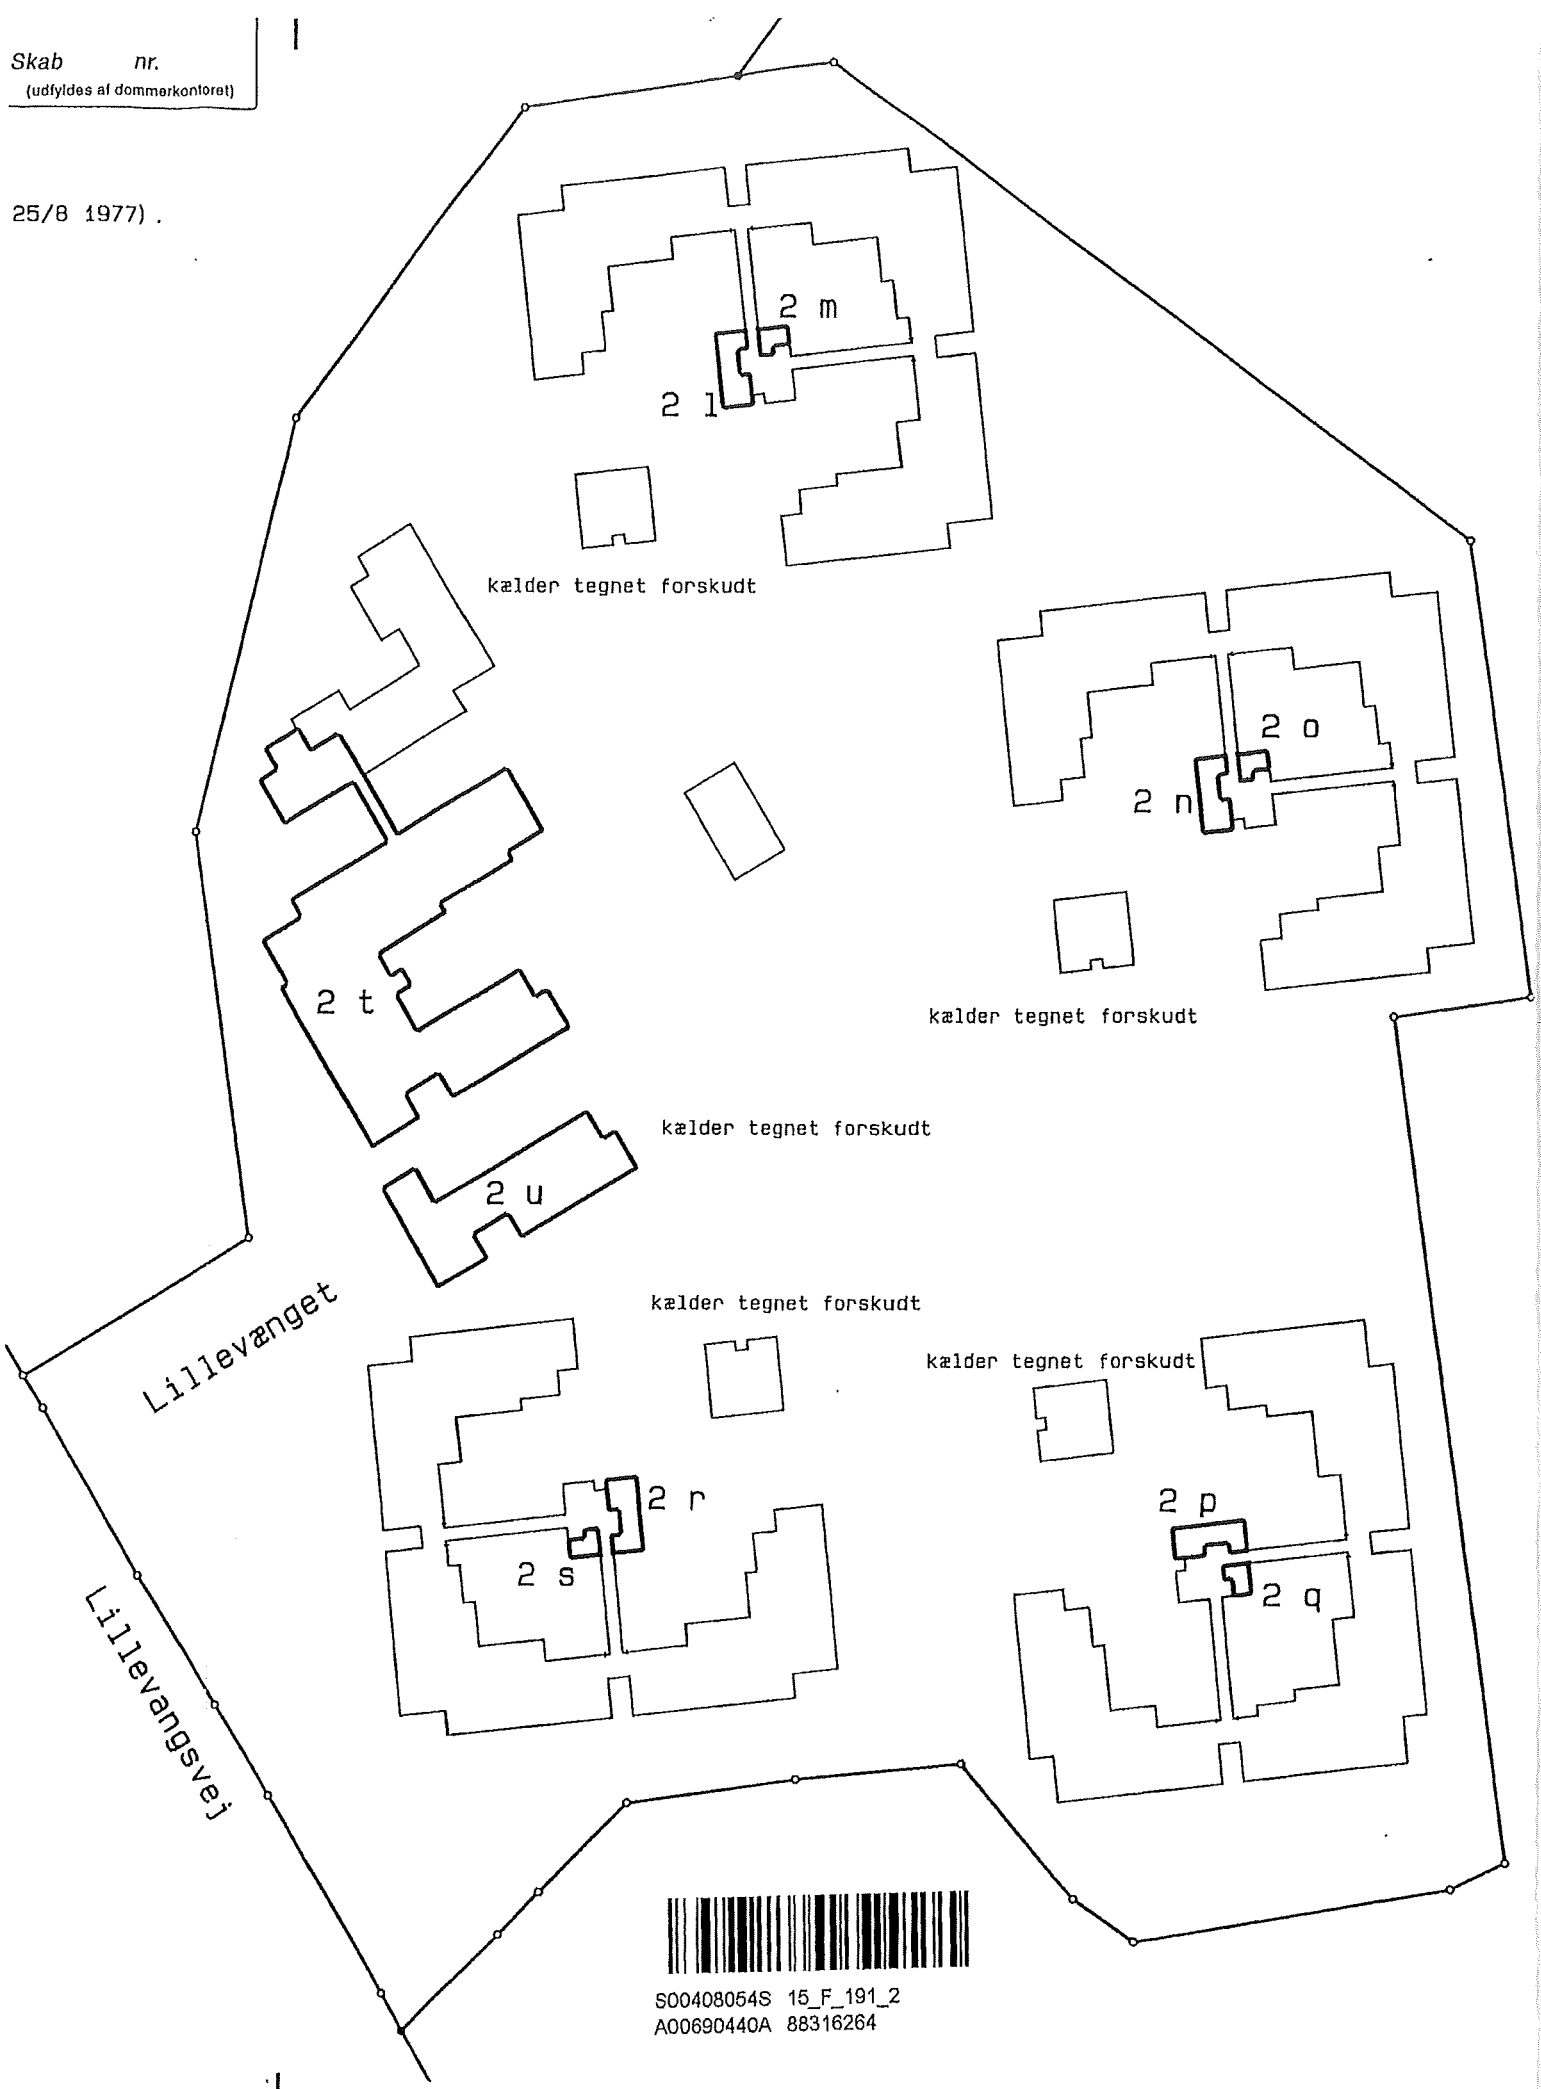 Skab nr.
(udfyldes af dommerkontoret)
25/8 1977).
2 m
2 l
kælder tegnet forskudt
2 o
2 n
2 t
kælder tegnet forskudt
kælder tegnet forskudt
2 u
Lillevænget
kælder tegnet forskudt
kælder tegnet forskudt
2 r
2 p
2 s
2 q
Lillevangsvej
S00408054S 15_F_191_2
A00690440A 88316264